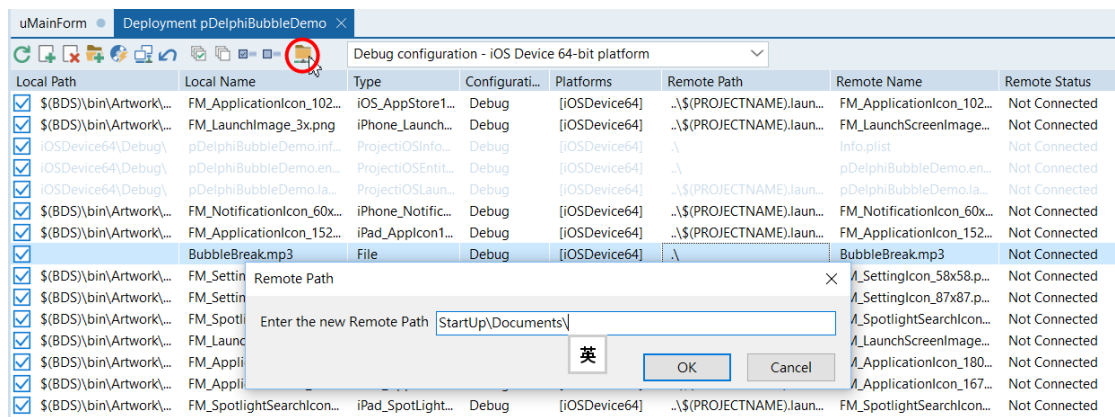 uMainForm Deployment pDelphiBubbleDemo
Debug configuration - iOS Device 64-bit platform
Local Path Local Name Type Configurati... Platforms Remote Path Remote Name Remote Status
$(BDS)\bin\Artwork\... FM_ApplicationIcon_102... iOS_AppStore1... Debug [iOSDevice64] ..\$(PROJECTNAME).laun... FM_ApplicationIcon_102... Not Connected
$(BDS)\bin\Artwork\... FM_LaunchImage_3x.png iPhone_Launch... Debug [iOSDevice64] ..\$(PROJECTNAME).laun... FM_LaunchScreenImage... Not Connected
iOSDevice64\Debug\ pDelphiBubbleDemo.inf... ProjectiOSInfo... Debug [iOSDevice64] .\ Info.plist Not Connected
iOSDevice64\Debug\ pDelphiBubbleDemo.en... ProjectiOSEntit... Debug [iOSDevice64] ..\ pDelphiBubbleDemo.en... Not Connected
iOSDevice64\Debug\ pDelphiBubbleDemo.la... ProjectiOSLaun... Debug [iOSDevice64] ..\$(PROJECTNAME).laun... pDelphiBubbleDemo.la... Not Connected
$(BDS)\bin\Artwork\... FM_NotificationIcon_60x... iPhone_Notific... Debug [iOSDevice64] ..\$(PROJECTNAME).laun... FM_NotificationIcon_60x... Not Connected
$(BDS)\bin\Artwork\... FM_ApplicationIcon_152... iPad_AppIcon1... Debug [iOSDevice64] ..\$(PROJECTNAME).laun... FM_ApplicationIcon_152... Not Connected
BubbleBreak.mp3 File Debug [iOSDevice64] .\ BubbleBreak.mp3 Not Connected
$(BDS)\bin\Artwork\... FM_Settin M_SettingIcon_58x58.p... Not Connected
Remote Path
$(BDS)\bin\Artwork\... FM_Settin M_SettingIcon_87x87.p... Not Connected
$(BDS)\bin\Artwork\... FM_Spotli M_SpotlightSearchIcon... Not Connected
Enter the new Remote Path StartUp\Documents\
$(BDS)\bin\Artwork\... FM_Launc M_LaunchScreenImage... Not Connected
英
$(BDS)\bin\Artwork\... FM_Appli M_ApplicationIcon_180... Not Connected
OK Cancel
$(BDS)\bin\Artwork\... FM_Appli M_ApplicationIcon_167... Not Connected
$(BDS)\bin\Artwork\... FM_SpotlightSearchIcon... iPad_SpotLight... Debug [iOSDevice64] ..\$(PROJECTNAME).laun... FM_SpotlightSearchIcon... Not Connected